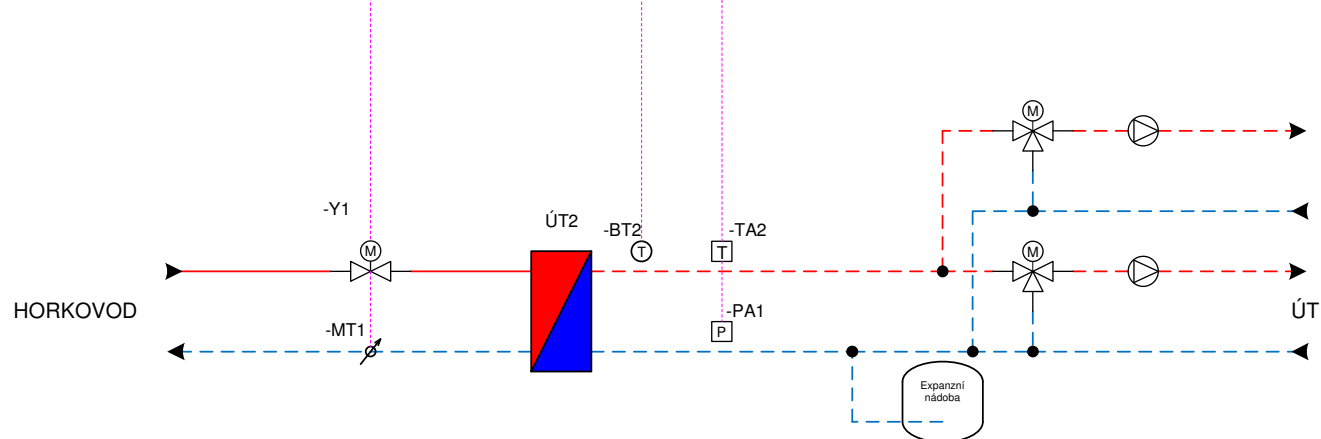 M
-Y1
ÚT2
-BT2
-TA2
M
T
T
M
HORKOVOD
-MT1
-PA1
P
ÚT
Expanzní
nádoba